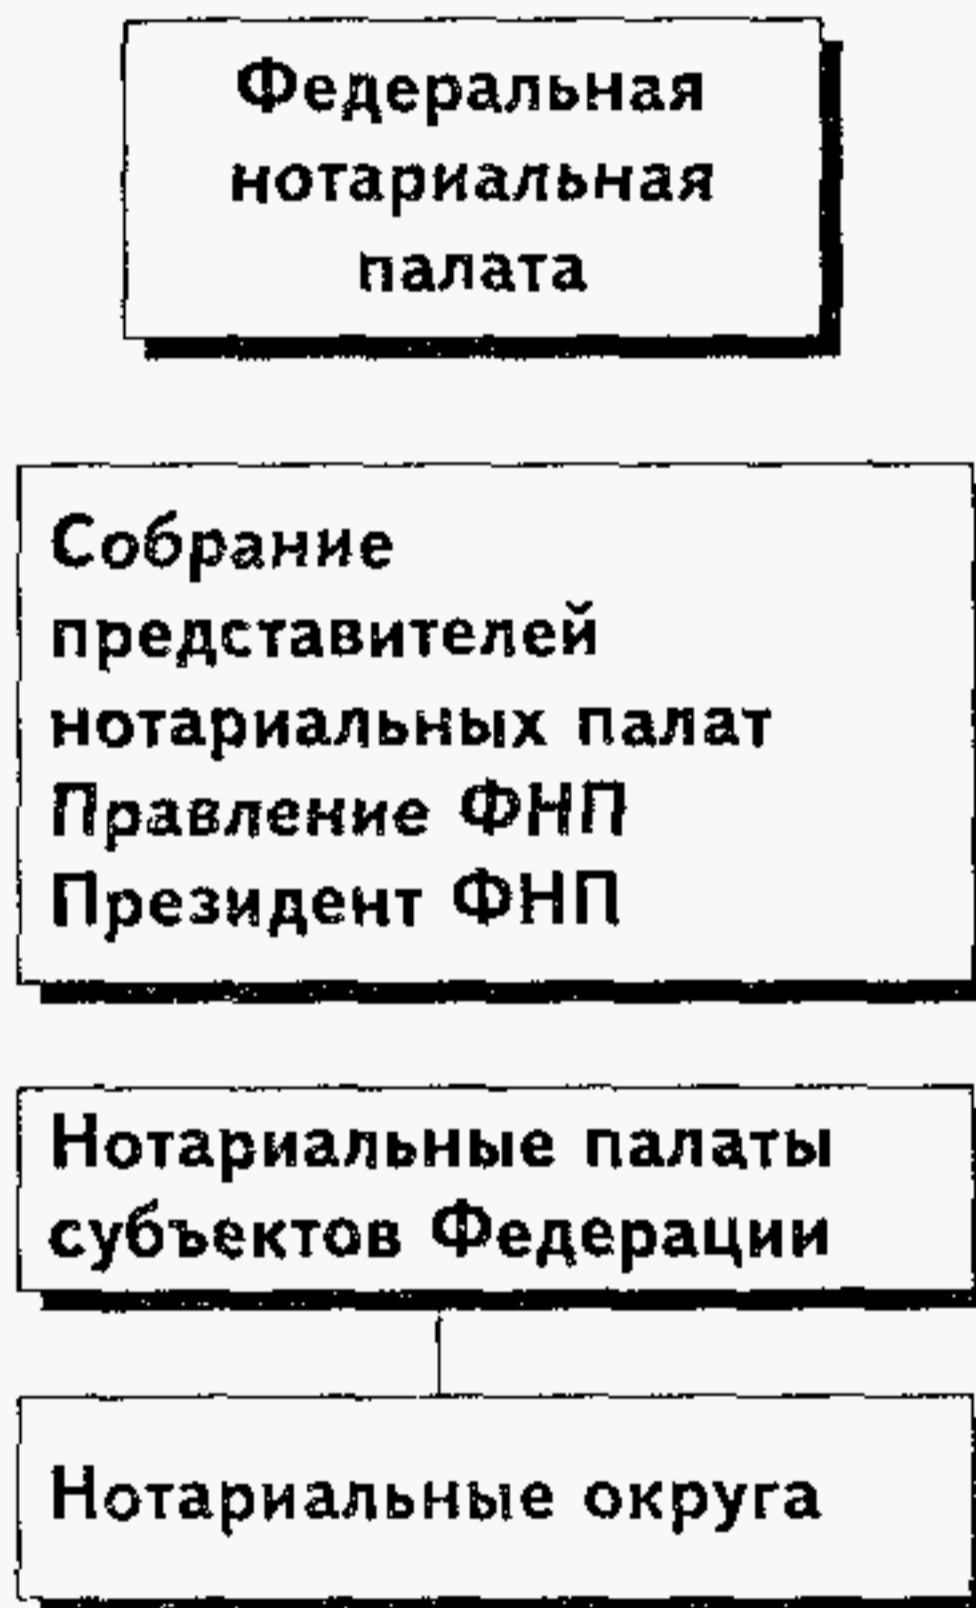 Федеральная
нотариальная
палата
Собрание
представителей
нотариальных палат
Правление ФНП
Президент ФНП
Нотариальные палаты
субъектов Федерации
Нотариальные округа